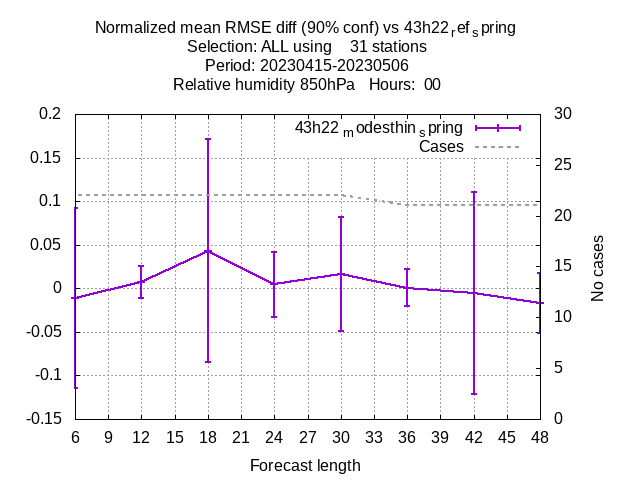 Normalized mean RMSE diff (90% conf) vs 43h22refspring
Selection: ALL using 31 stations
Period: 20230415-20230506
Relative humidity 850hPa Hours: 00
43h22modesthinspring
Cases
0.2
0.15
0.1
0.05
0
-0.05
-0.1
-0.15
30
25
20
15
10
5
0
No cases
6 9 12 15 18 21 24 27 30 33 36 39 42 45 48
Forecast length